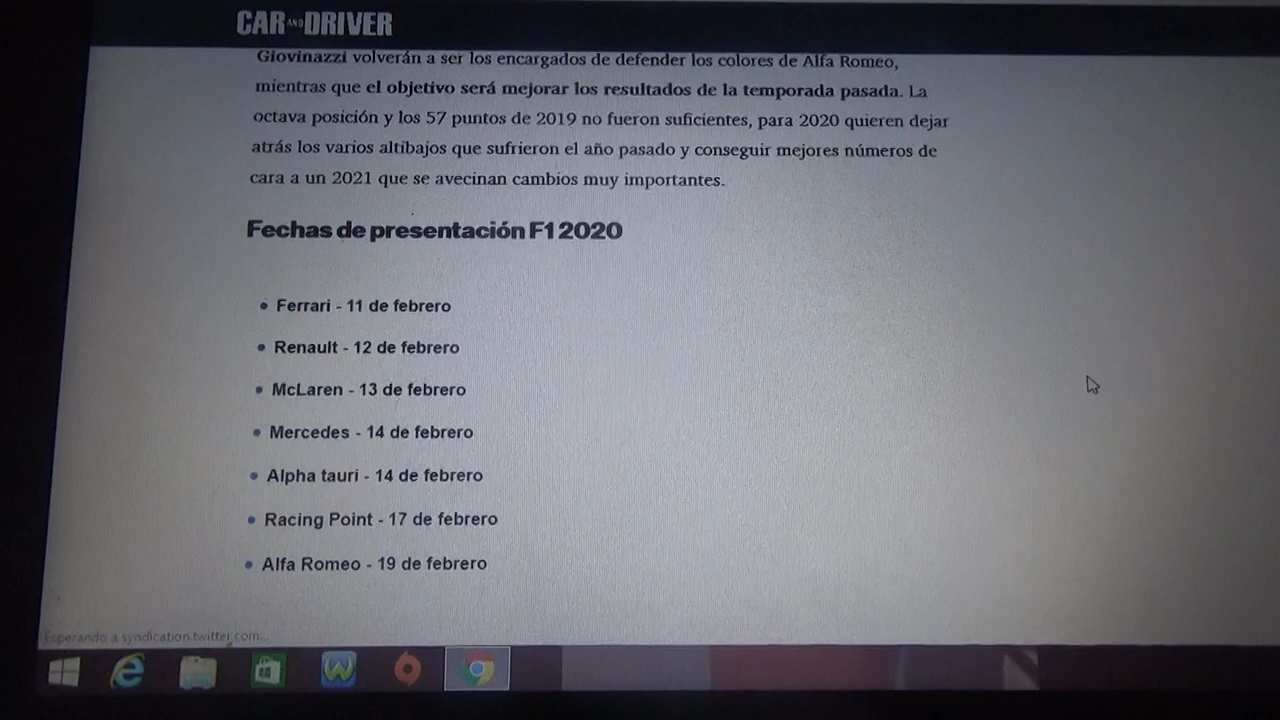 CAR AND DRIVER
Giovinazzi volverán a ser los encargados de defender los colores de Alfa Romeo,
mientras que el objetivo será mejorar los resultados de la temporada pasada. La
octava posición y los 57 puntos de 2019 no fueron suficientes, para 2020 quieren dejar
atrás los varios altibajos que sufrieron el año pasado y conseguir mejores números de
cara a un 2021 que se avecinan cambios muy importantes.
Fechas de presentación F1 2020
Ferrari - 11 de febrero
Renault - 12 de febrero
McLaren - 13 de febrero
Mercedes - 14 de febrero
Alpha tauri - 14 de febrero
Racing Point - 17 de febrero
Alfa Romeo - 19 de febrero
Esperando a syndication.twitter.com...